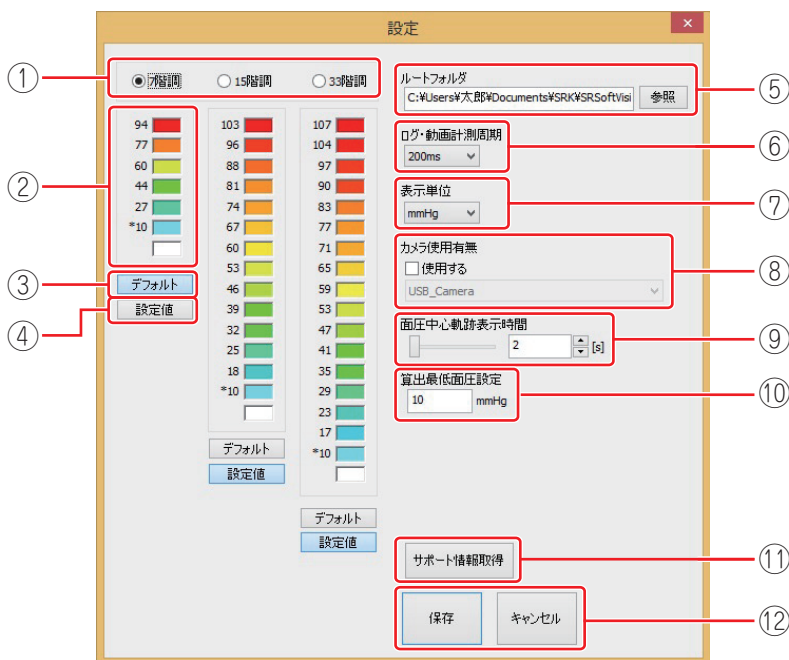 設定
×
①
7階調
15階調
33階調
②
94
77
60
44
27
*10
③
デフォルト
④
設定値
103
96
88
81
74
67
60
53
46
39
32
25
18
*10
デフォルト
設定値
107
104
97
90
83
77
71
65
59
53
47
41
35
29
23
17
*10
デフォルト
設定値
ルートフォルダ
C:¥Users¥太郎¥Documents¥SRK¥SRSoftVisi
参照
⑤
ログ・動画計測周期
200ms
⑥
表示単位
mmHg
⑦
カメラ使用有無
使用する
USB_Camera
⑧
面圧中心軌跡表示時間
2
[s]
⑨
算出最低面圧設定
10 mmHg
⑩
サポート情報取得
⑪
保存
キャンセル
⑫